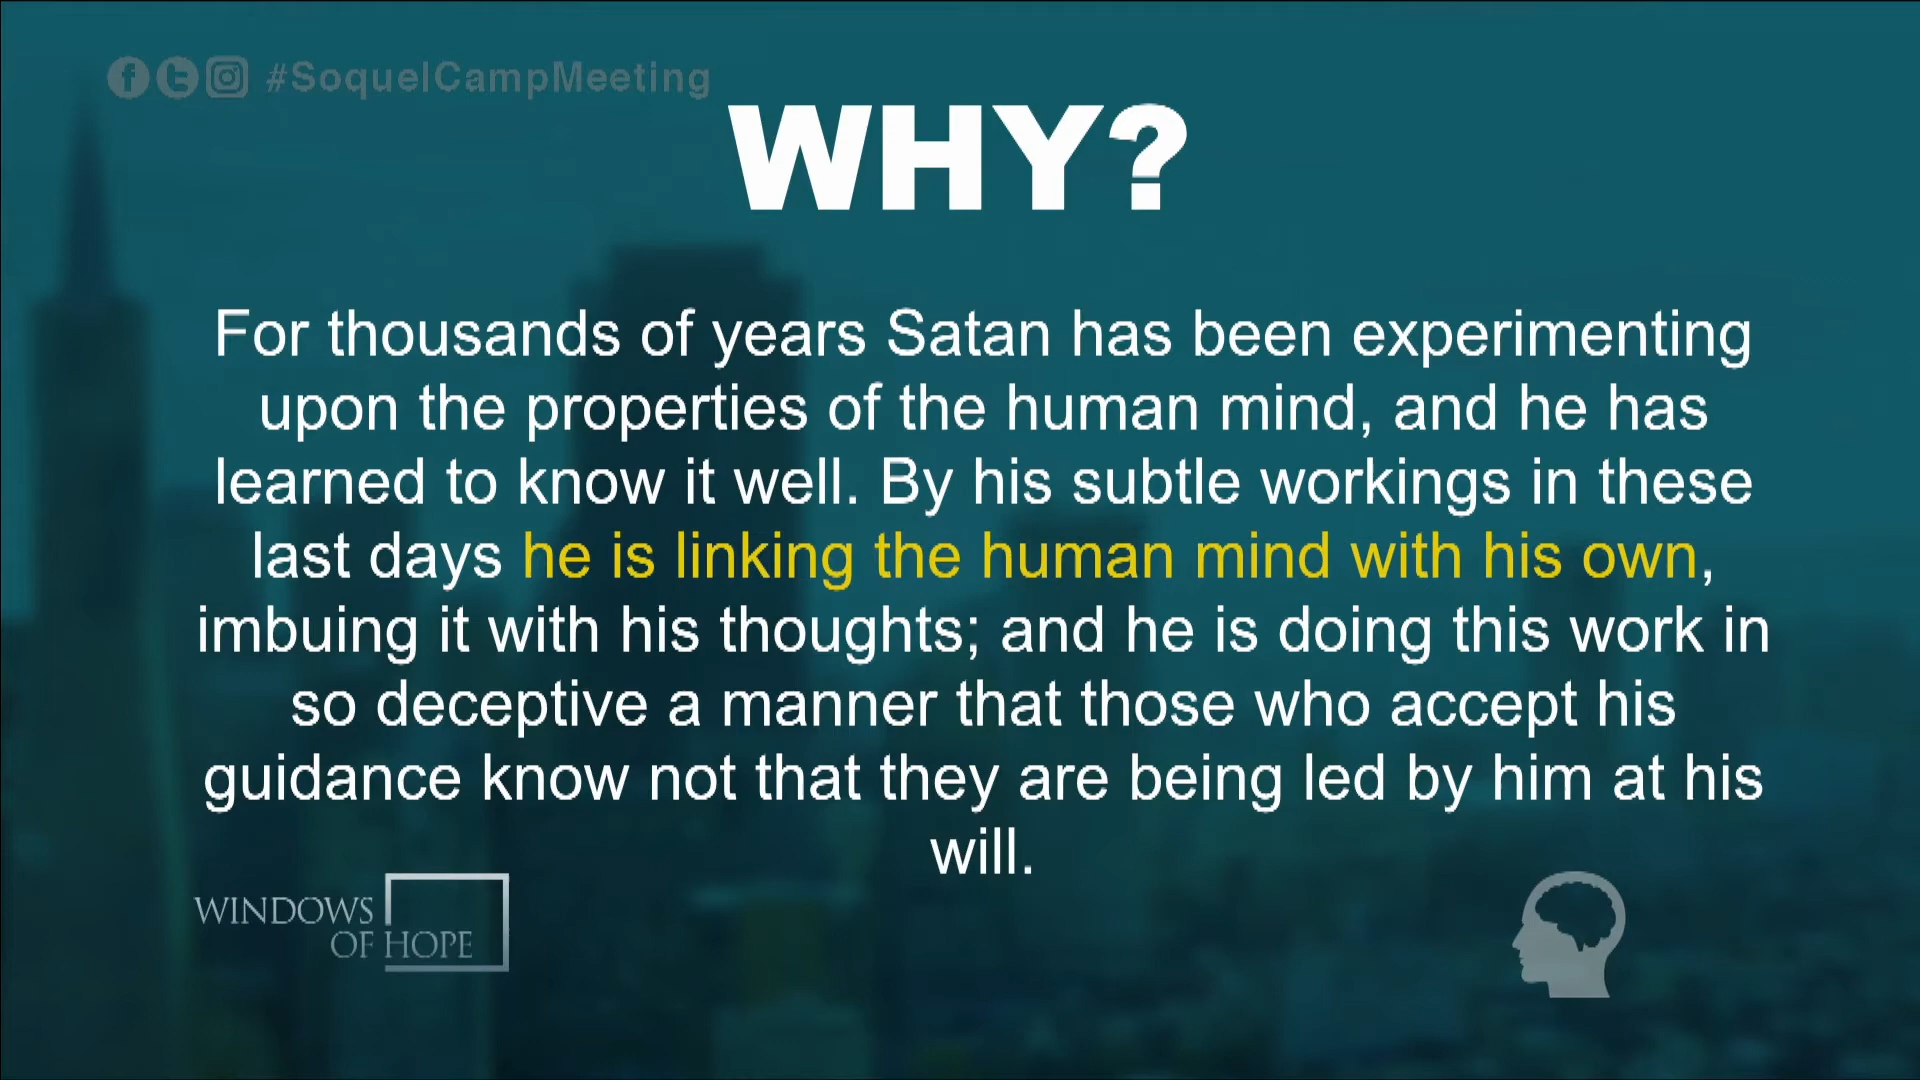 #SoquelCampMeeting
WHY?
For thousands of years Satan has been experimenting
upon the properties of the human mind, and he has
learned to know it well. By his subtle workings in these
last days he is linking the human mind with his own,
imbuing it with his thoughts; and he is doing this work in
so deceptive a manner that those who accept his
guidance know not that they are being led by him at his
will.
WINDOWS
OF HOPE